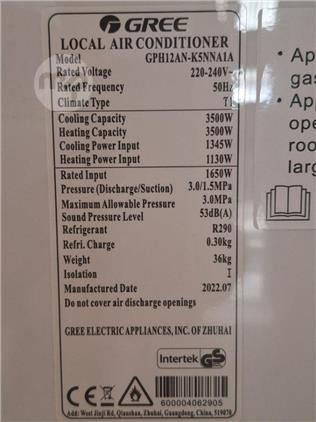 GREE
LOCAL AIR CONDITIONER
Model GPH12AN-K5NNA1A
Rated Voltage 220-240V~
Rated Frequency 50Hz
Climate Type T1
Cooling Capacity 3500W
Heating Capacity 3500W
Cooling Power Input 1345W
Heating Power Input 1130W
Rated Input 1650W
Pressure (Discharge/Suction) 3.0/1.5MPa
Maximum Allowable Pressure 3.0MPa
Sound Pressure Level 53dB(A)
Refrigerant R290
Refri. Charge 0.30kg
Weight 36kg
Isolation I
Manufactured Date 2022.07
Do not cover air discharge openings
GREE ELECTRIC APPLIANCES, INC. OF ZHUHAI
Intertek GS
CE
600004062905
Add: West Jinji Rd, Qianshan, Zhuhai, Guangdong, China, 519070
• Ap
gas
• Ap
ope
roo
larg